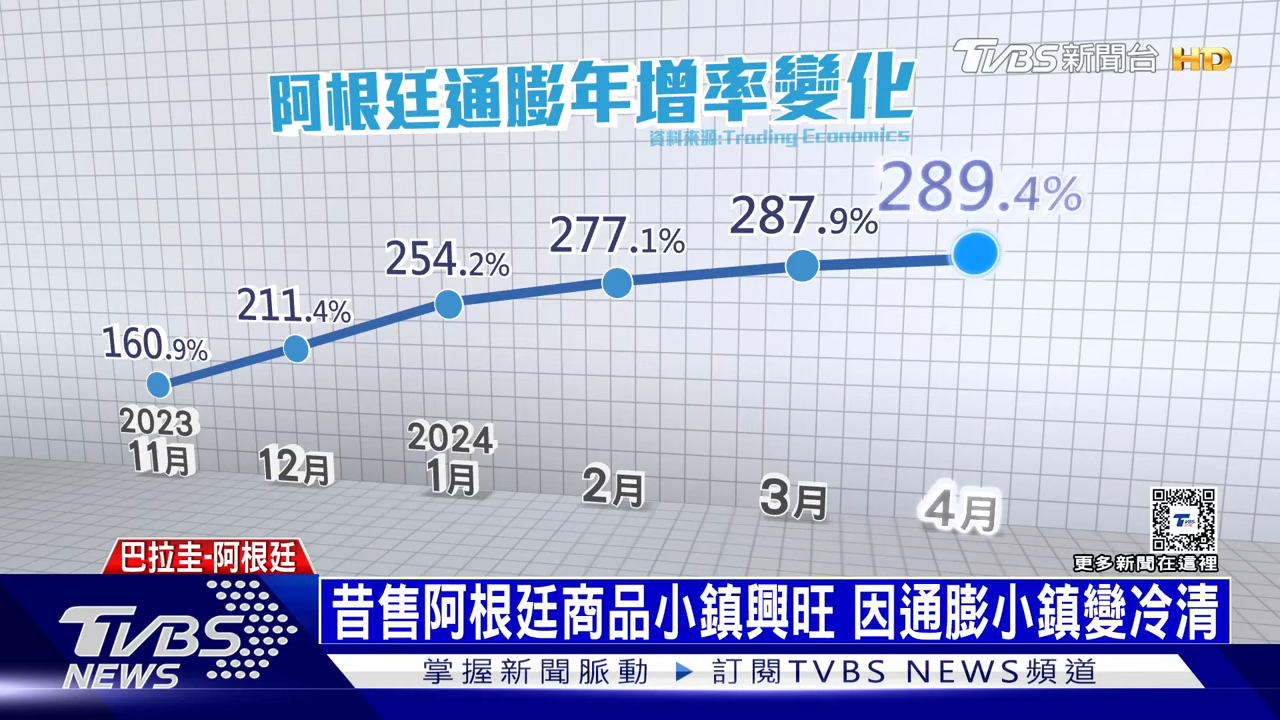 TVBS新聞台 HD
阿根廷通膨年增率變化
資料來源:Trading Economics
289.4%
287.9%
277.1%
254.2%
211.4%
160.9%
2023
11月
12月
2024
1月
2月
3月
4月
TVBS
更多新聞在這裡
巴拉圭-阿根廷
昔售阿根廷商品小鎮興旺 因通膨小鎮變冷清
TVBS
NEWS
掌握新聞脈動 ▶ 訂閱TVBS NEWS頻道